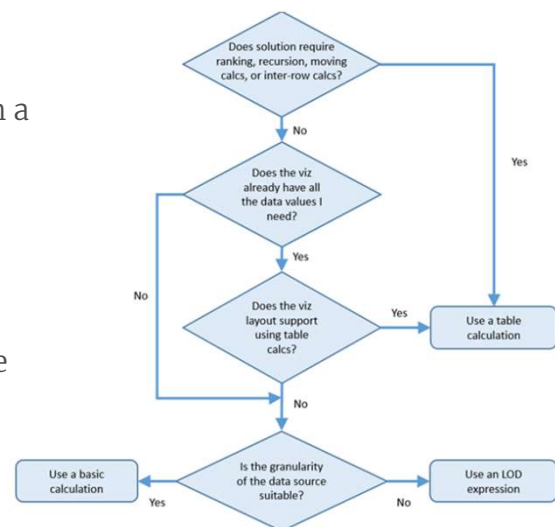 Does solution require
ranking, recursion, moving
calcs, or inter-row calcs?
n a
No
Yes
Does the viz
already have all
the data values I
need?
Yes
No
Does the viz
layout support
using table
calcs?
Yes
Use a table
calculation
e
No
Use a basic
calculation
Yes
Is the granularity
of the data source
suitable?
No
Use an LOD
expression